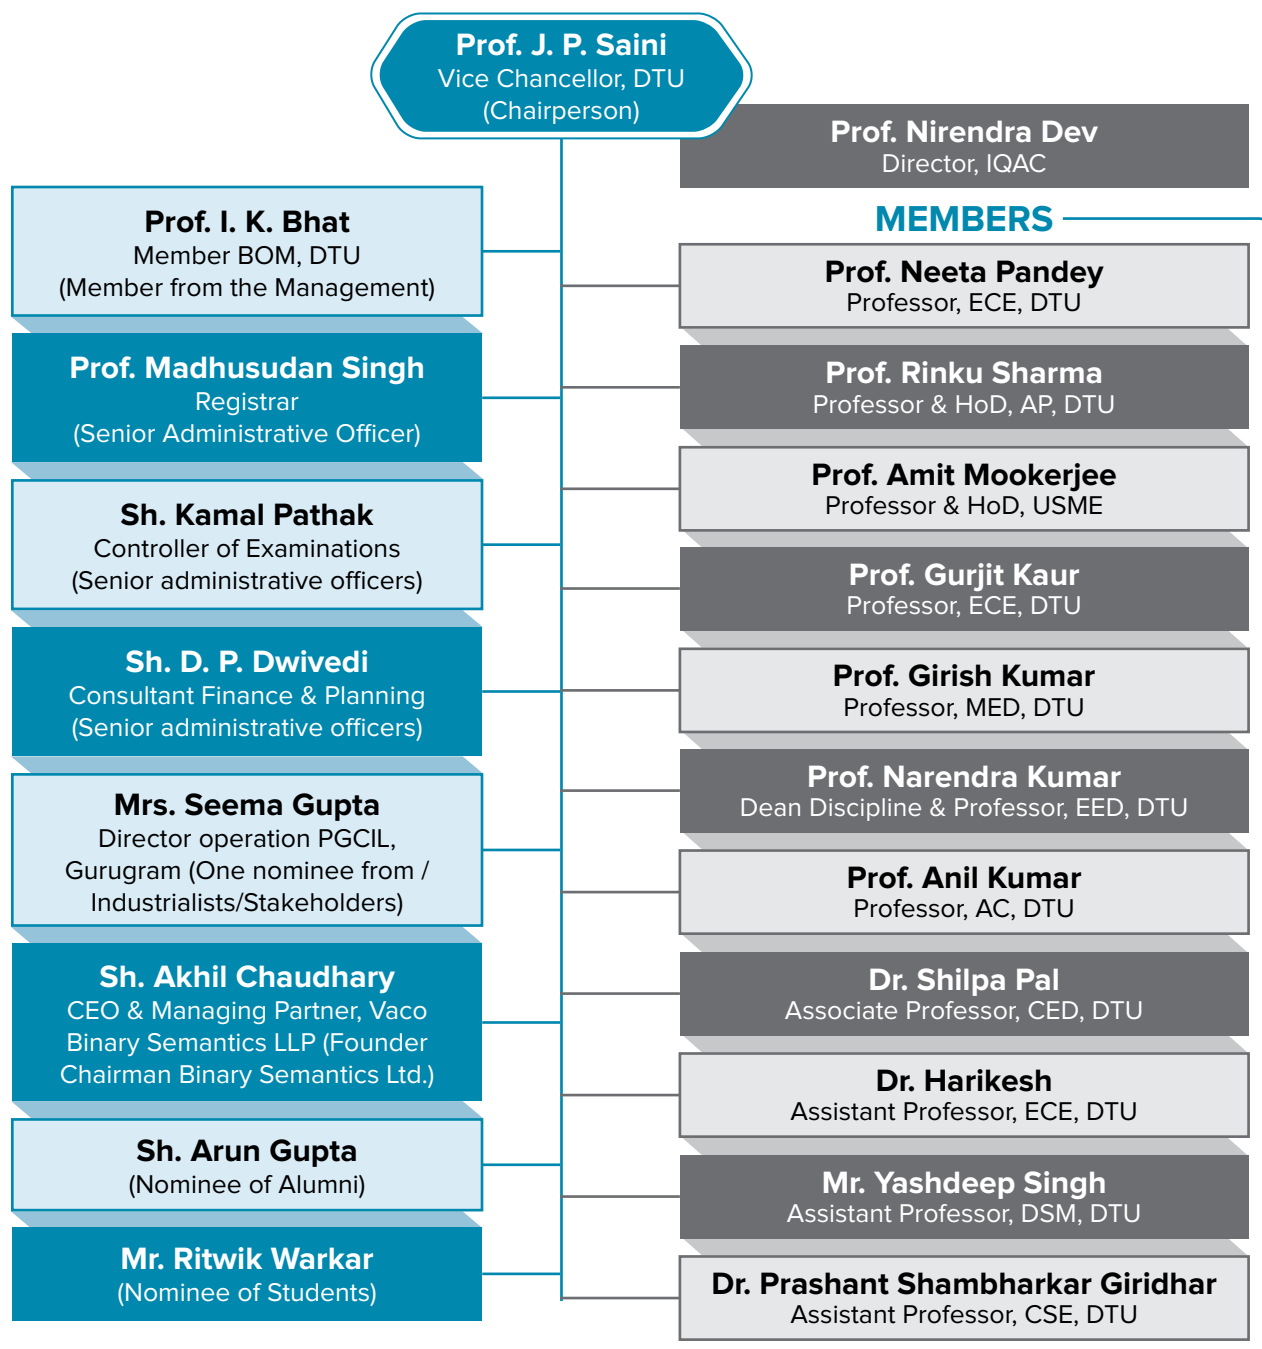 Prof. J. P. Saini
Vice Chancellor, DTU
(Chairperson)
Prof. Nirendra Dev
Director, IQAC
Prof. I. K. Bhat
Member BOM, DTU
(Member from the Management)
Prof. Madhusudan Singh
Registrar
(Senior Administrative Officer)
Sh. Kamal Pathak
Controller of Examinations
(Senior administrative officers)
Sh. D. P. Dwivedi
Consultant Finance & Planning
(Senior administrative officers)
Mrs. Seema Gupta
Director operation PGCIL,
Gurugram (One nominee from /
Industrialists/Stakeholders)
Sh. Akhil Chaudhary
CEO & Managing Partner, Vaco
Binary Semantics LLP (Founder
Chairman Binary Semantics Ltd.)
Sh. Arun Gupta
(Nominee of Alumni)
Mr. Ritwik Warkar
(Nominee of Students)
MEMBERS
Prof. Neeta Pandey
Professor, ECE, DTU
Prof. Rinku Sharma
Professor & HoD, AP, DTU
Prof. Amit Mookerjee
Professor & HoD, USME
Prof. Gurjit Kaur
Professor, ECE, DTU
Prof. Girish Kumar
Professor, MED, DTU
Prof. Narendra Kumar
Dean Discipline & Professor, EED, DTU
Prof. Anil Kumar
Professor, AC, DTU
Dr. Shilpa Pal
Associate Professor, CED, DTU
Dr. Harikesh
Assistant Professor, ECE, DTU
Mr. Yashdeep Singh
Assistant Professor, DSM, DTU
Dr. Prashant Shambharkar Giridhar
Assistant Professor, CSE, DTU